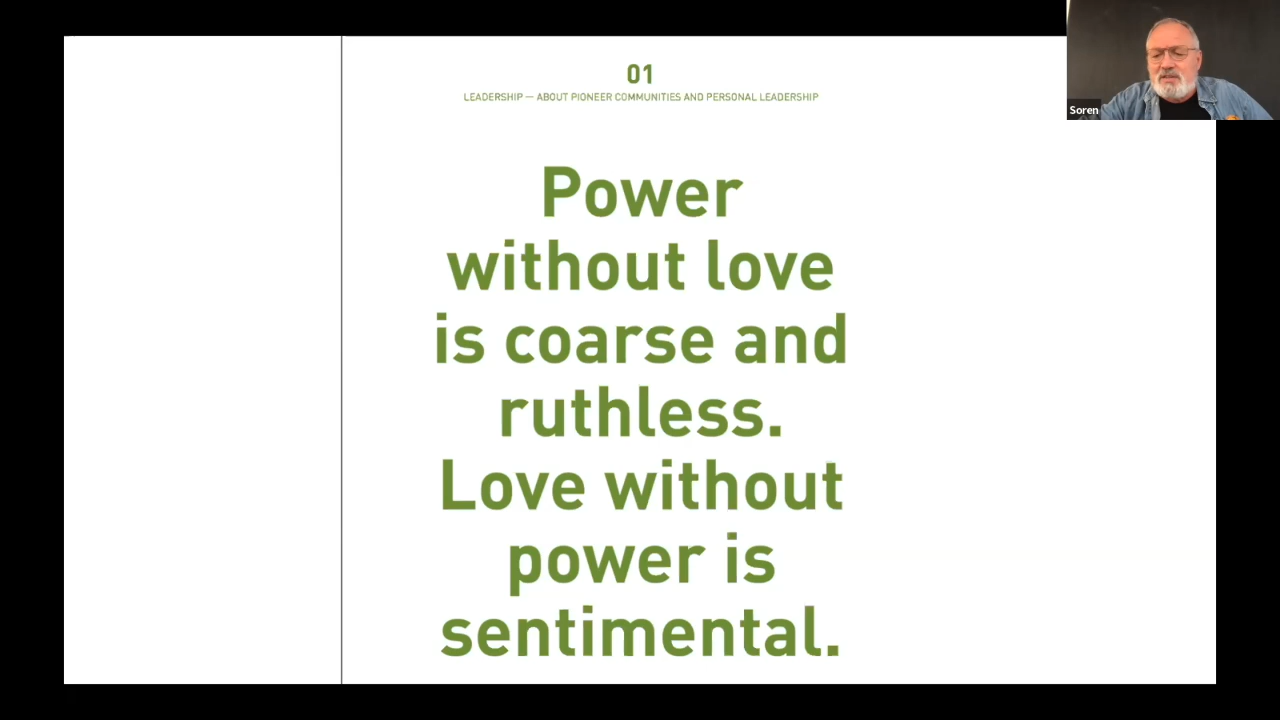 01
LEADERSHIP — ABOUT PIONEER COMMUNITIES AND PERSONAL LEADERSHIP
Power
without love
is coarse and
ruthless.
Love without
power is
sentimental.
Soren